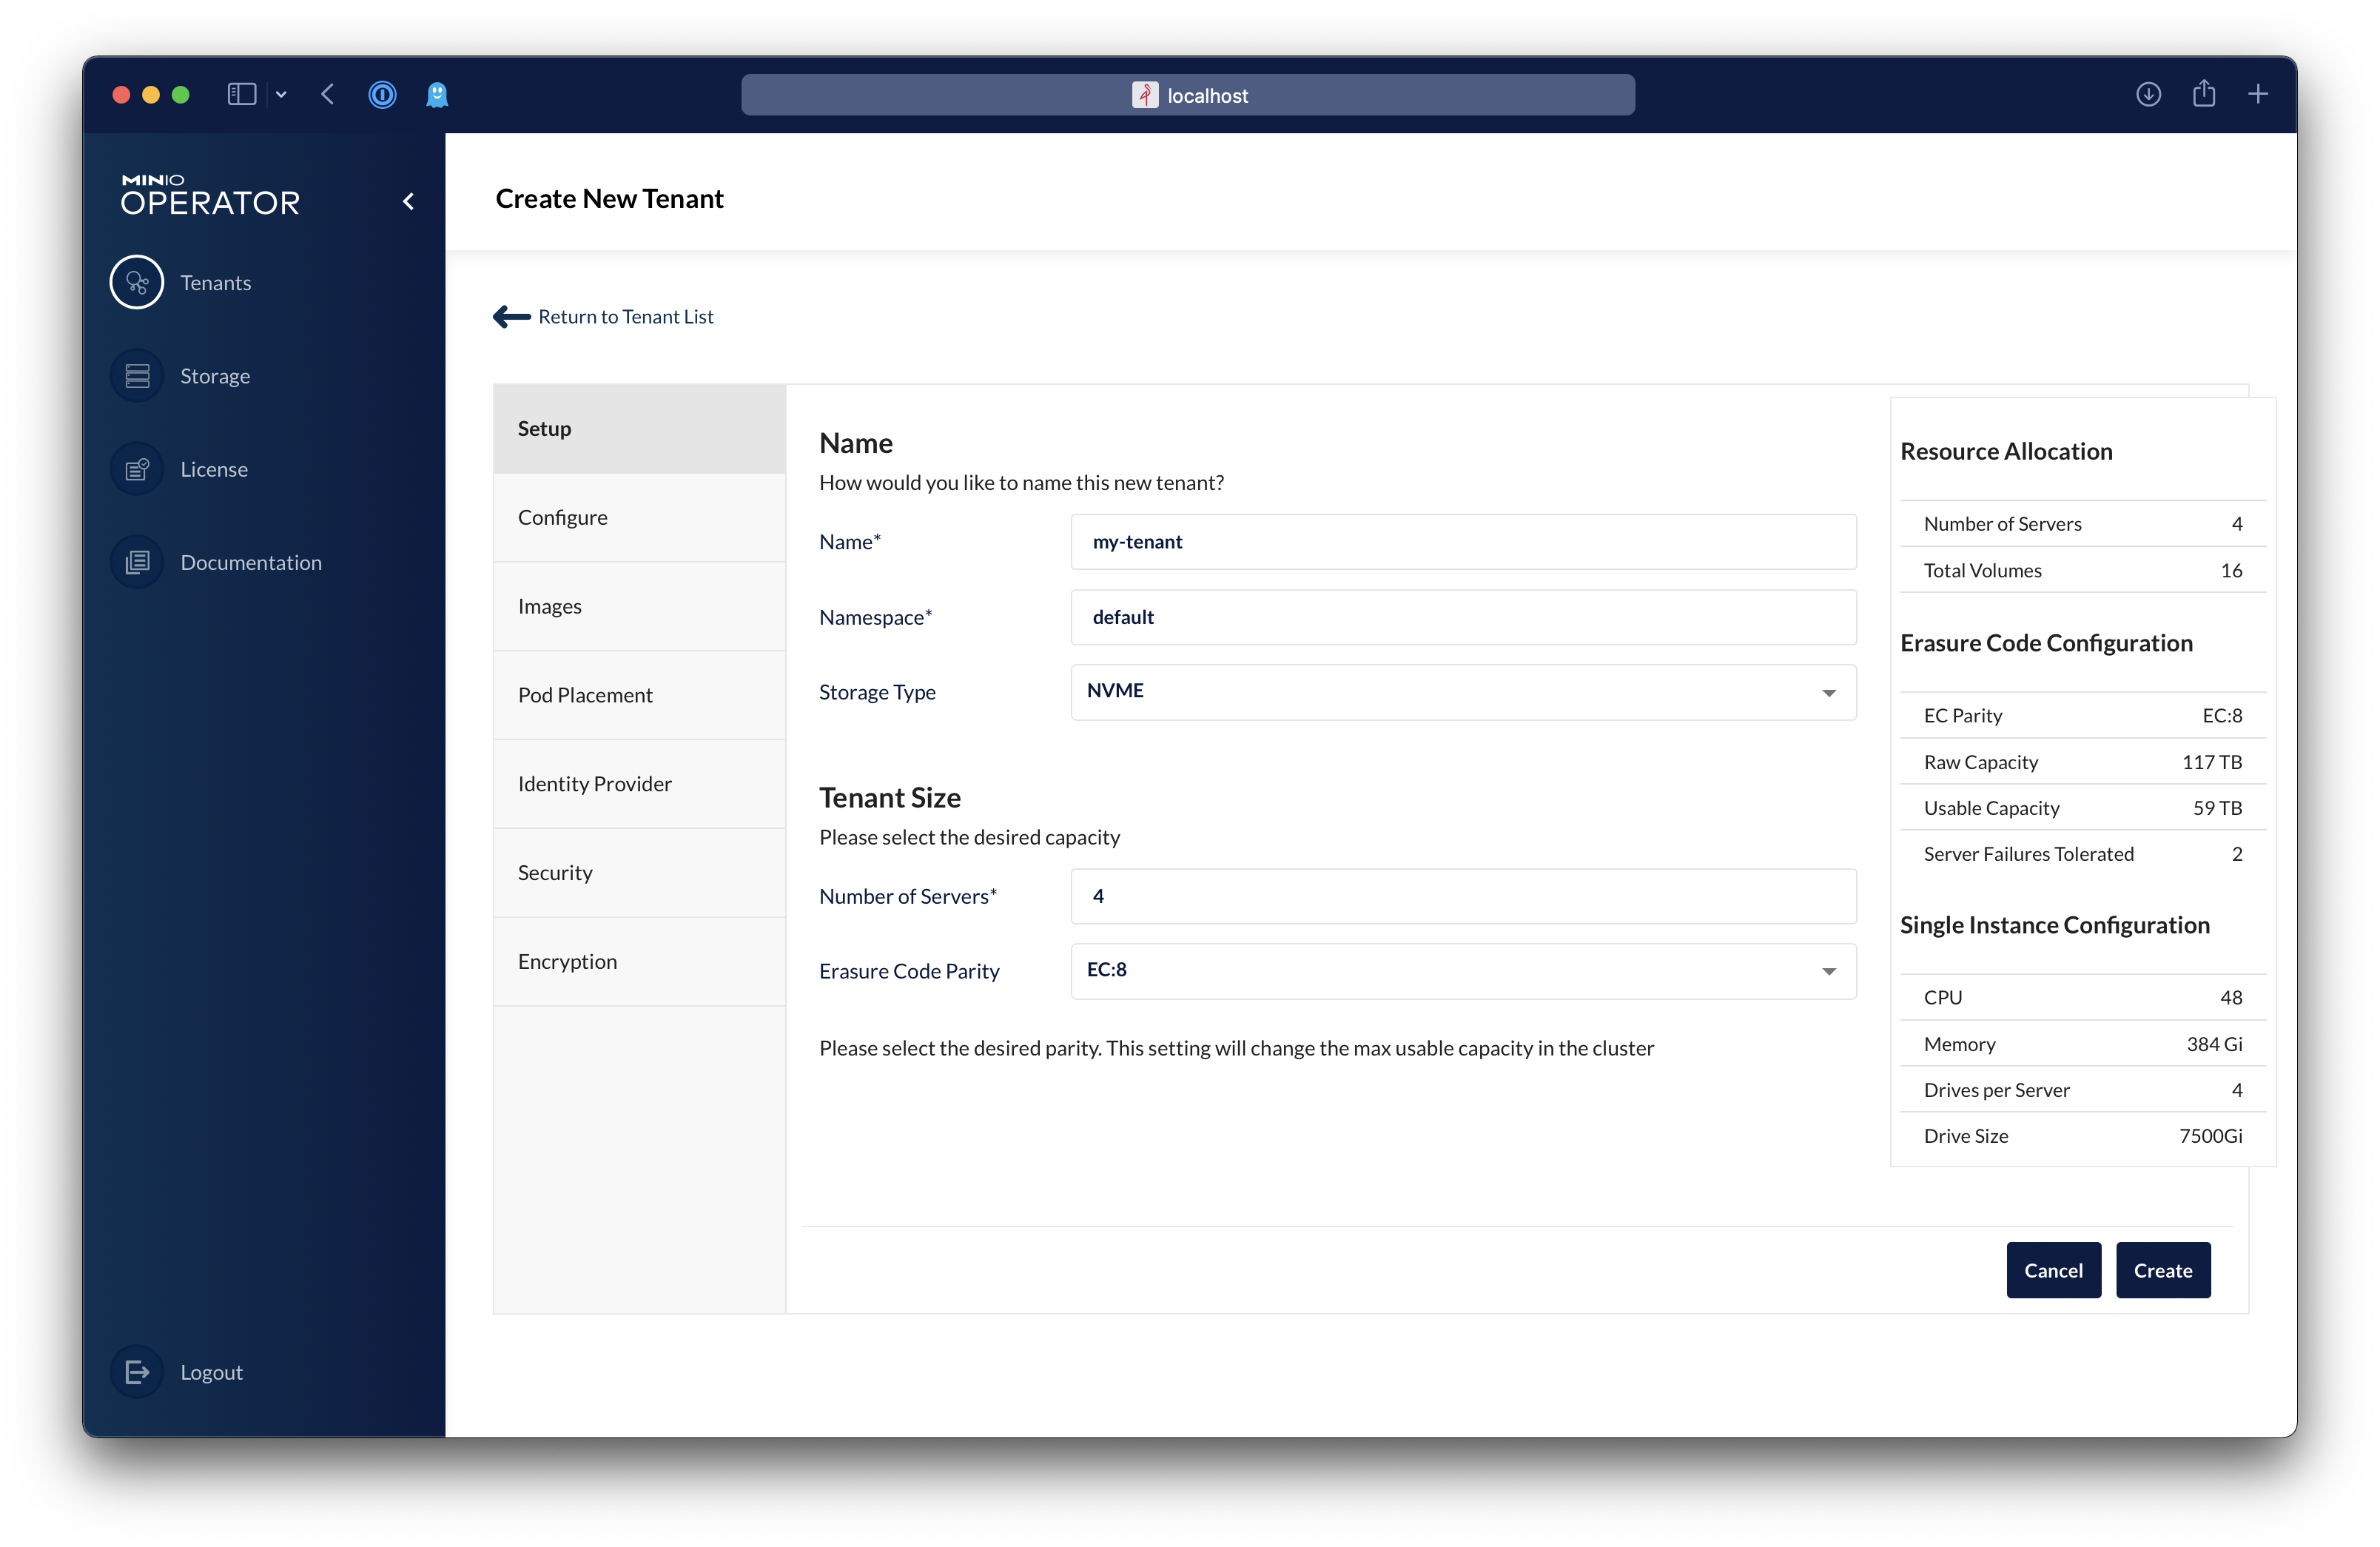 localhost
MINIO
OPERATOR
Tenants
Storage
License
Documentation
Logout
Create New Tenant
Return to Tenant List
Setup
Configure
Images
Pod Placement
Identity Provider
Security
Encryption
Name
How would you like to name this new tenant?
Name* my-tenant
Namespace* default
Storage Type NVME
Tenant Size
Please select the desired capacity
Number of Servers* 4
Erasure Code Parity EC:8
Please select the desired parity. This setting will change the max usable capacity in the cluster
Resource Allocation
Number of Servers 4
Total Volumes 16
Erasure Code Configuration
EC Parity EC:8
Raw Capacity 117 TB
Usable Capacity 59 TB
Server Failures Tolerated 2
Single Instance Configuration
CPU 48
Memory 384 Gi
Drives per Server 4
Drive Size 7500Gi
Cancel Create